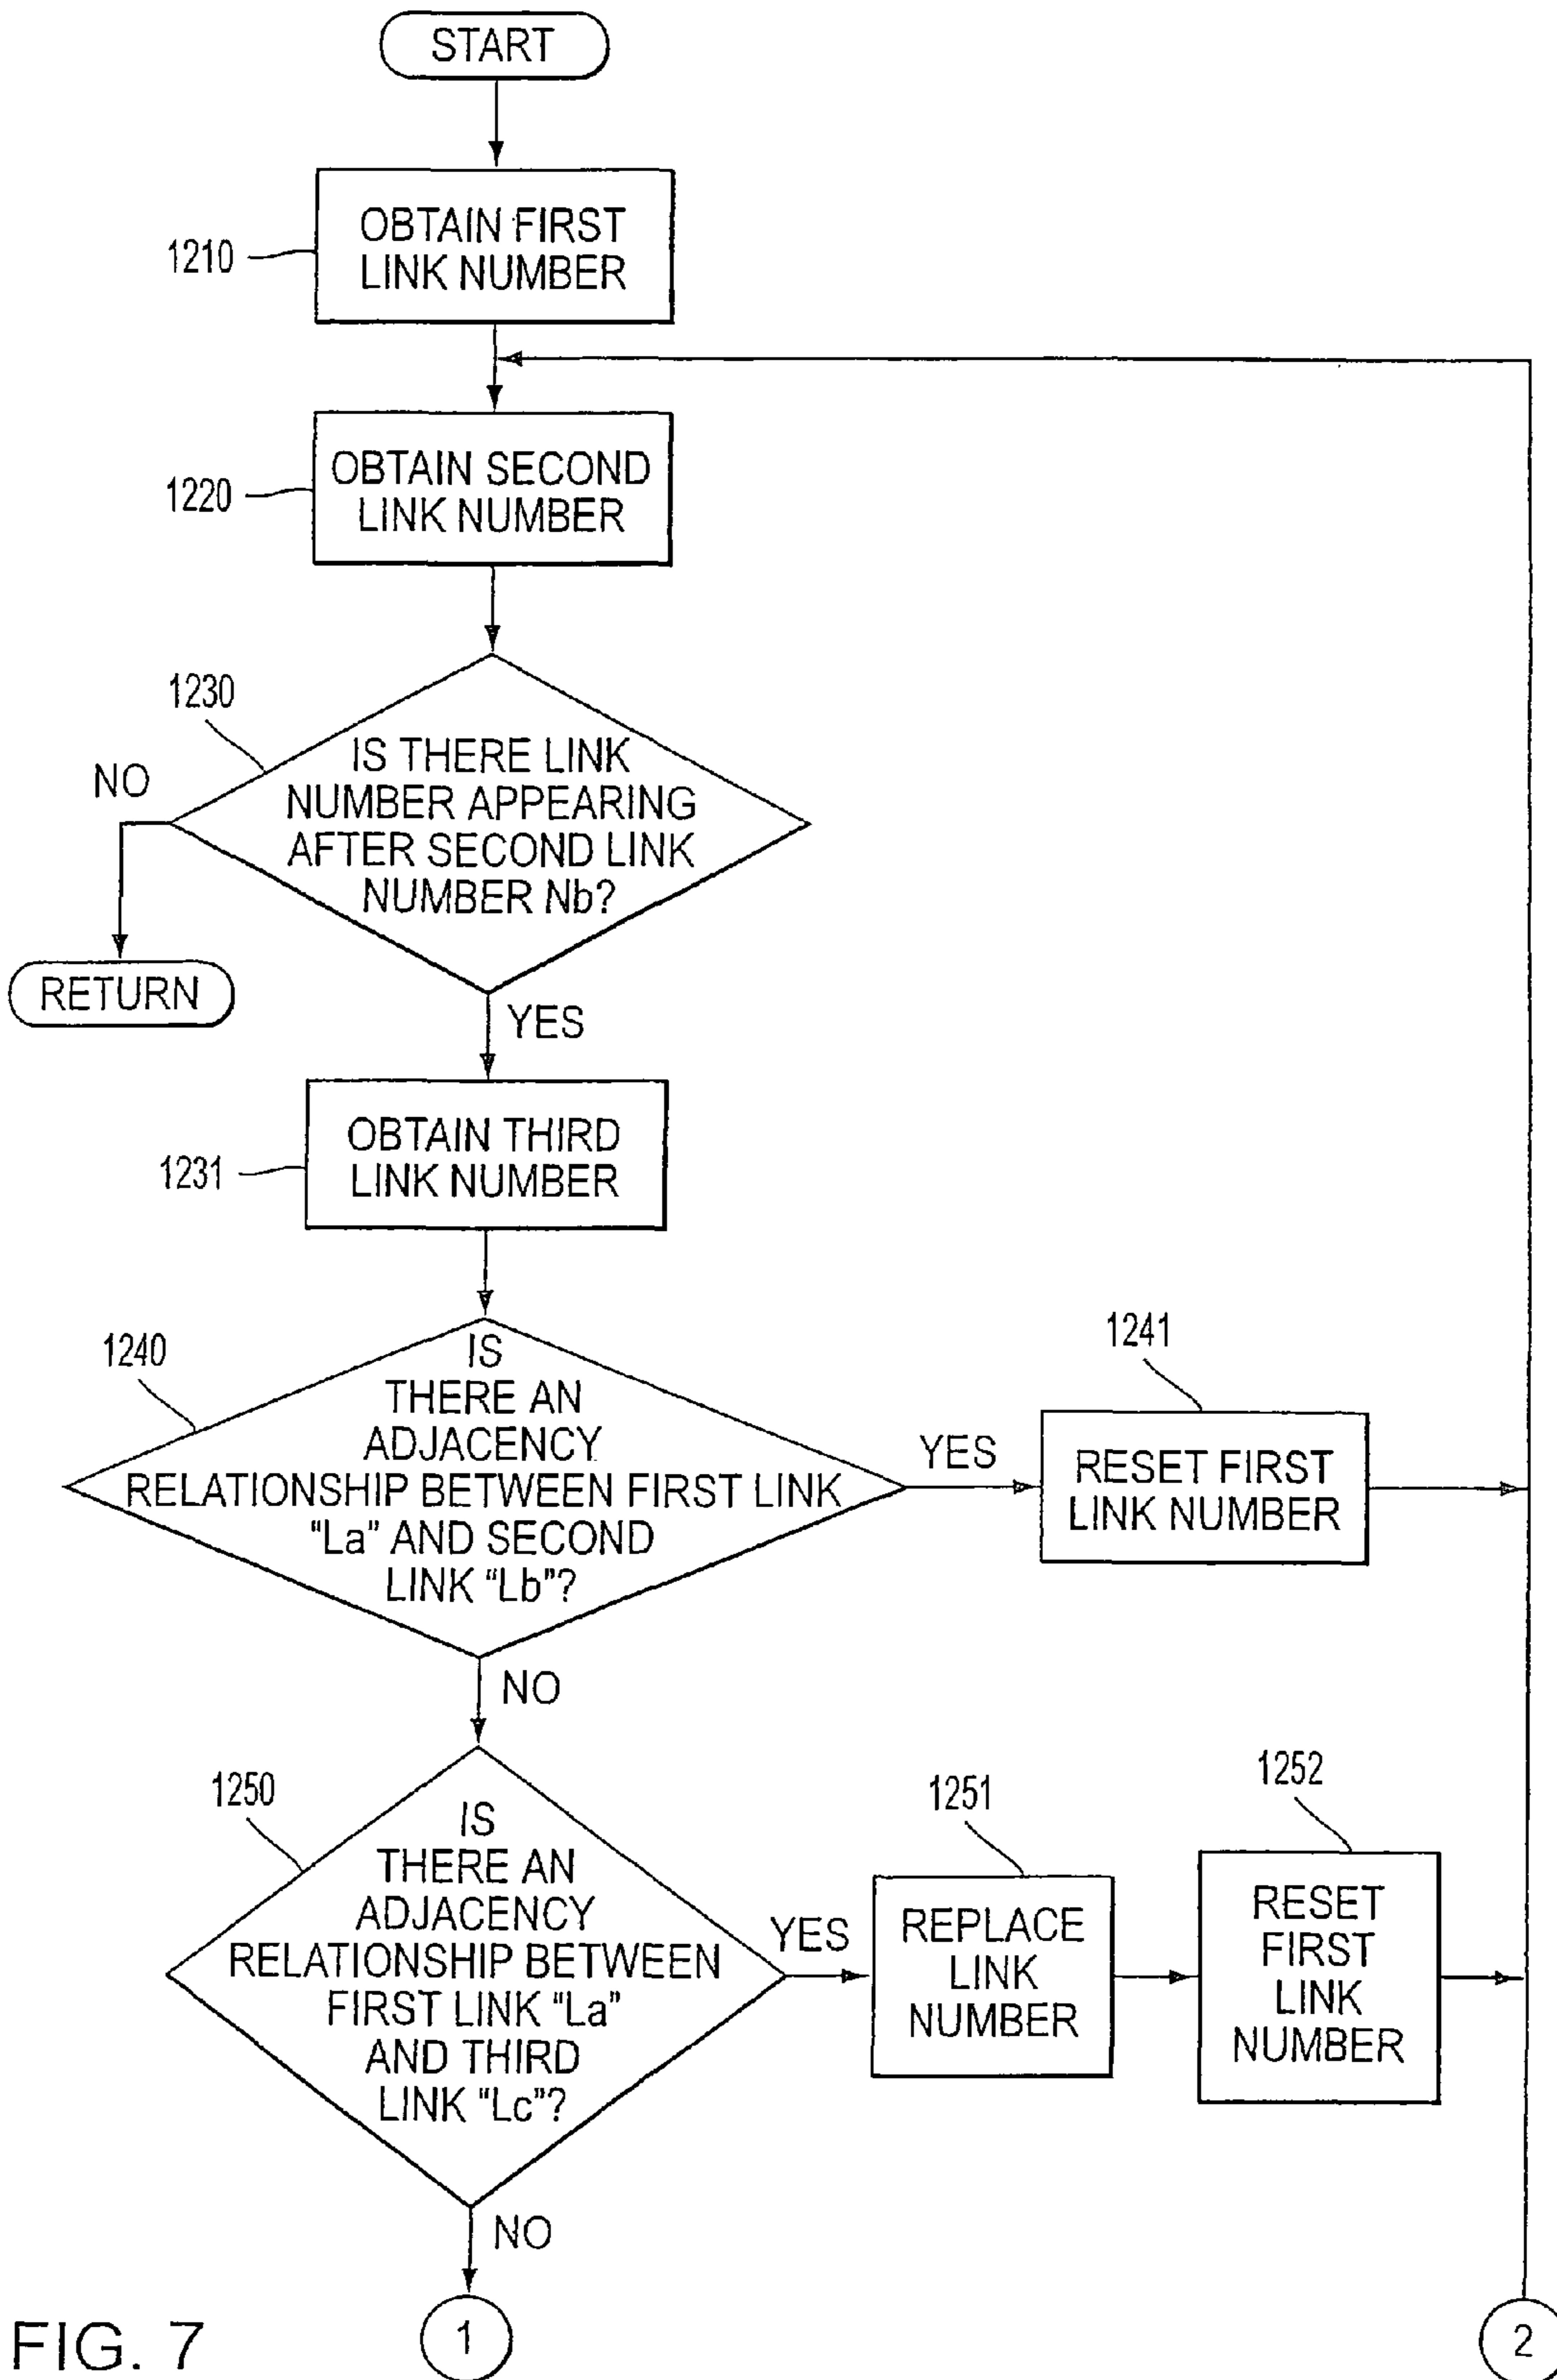 START
OBTAIN FIRST
LINK NUMBER
1210
OBTAIN SECOND
LINK NUMBER
1220
1230
IS THERE LINK
NUMBER APPEARING
AFTER SECOND LINK
NUMBER Nb?
NO
RETURN
YES
OBTAIN THIRD
LINK NUMBER
1231
1240
IS
THERE AN
ADJACENCY
RELATIONSHIP BETWEEN FIRST LINK
"La" AND SECOND
LINK "Lb"?
YES
1241
RESET FIRST
LINK NUMBER
NO
1250
IS
THERE AN
ADJACENCY
RELATIONSHIP BETWEEN
FIRST LINK "La"
AND THIRD
LINK "Lc"?
YES
1251
REPLACE
LINK
NUMBER
1252
RESET
FIRST
LINK
NUMBER
NO
1
2
FIG. 7